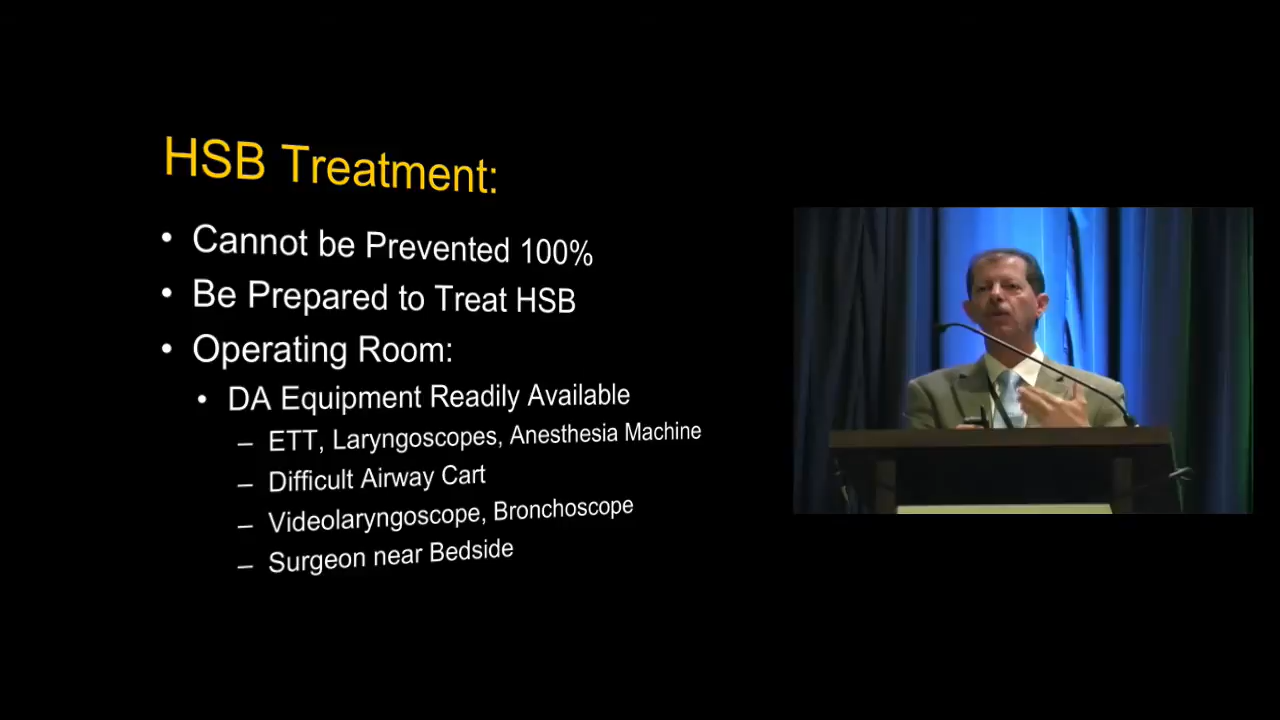 HSB Treatment:
• Cannot be Prevented 100%
• Be Prepared to Treat HSB
• Operating Room:
• DA Equipment Readily Available
– ETT, Laryngoscopes, Anesthesia Machine
– Difficult Airway Cart
– Videolaryngoscope, Bronchoscope
– Surgeon near Bedside